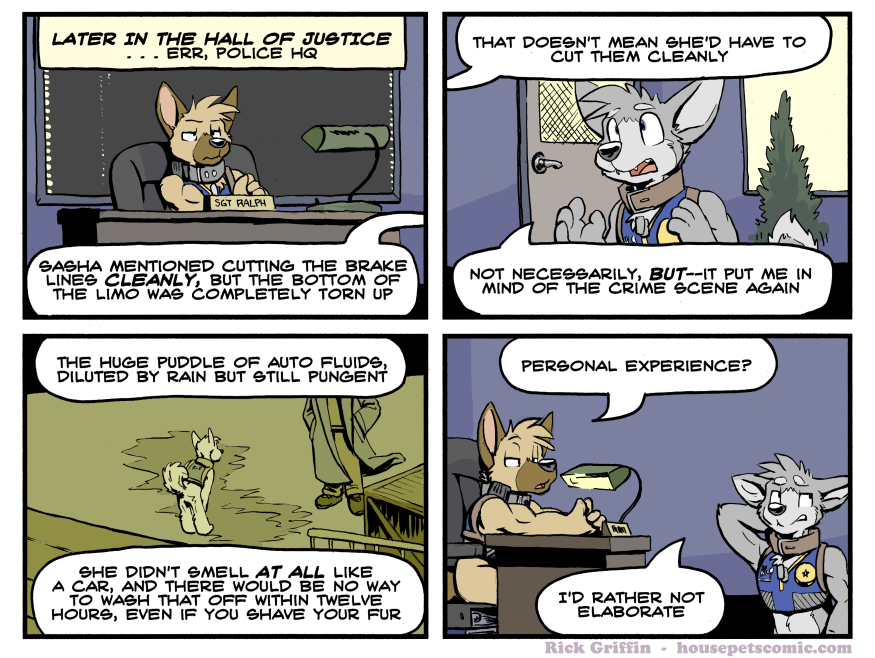 LATER IN THE HALL OF JUSTICE
. . . ERR, POLICE HQ
SGT RALPH
SASHA MENTIONED CUTTING THE BRAKE
LINES CLEANLY, BUT THE BOTTOM OF
THE LIMO WAS COMPLETELY TORN UP
THAT DOESN'T MEAN SHE'D HAVE TO
CUT THEM CLEANLY
NOT NECESSARILY, BUT--IT PUT ME IN
MIND OF THE CRIME SCENE AGAIN
THE HUGE PUDDLE OF AUTO FLUIDS,
DILUTED BY RAIN BUT STILL PUNGENT
SHE DIDN'T SMELL AT ALL LIKE
A CAR, AND THERE WOULD BE NO WAY
TO WASH THAT OFF WITHIN TWELVE
HOURS, EVEN IF YOU SHAVE YOUR FUR
PERSONAL EXPERIENCE?
I'D RATHER NOT
ELABORATE
Rick Griffin - housepetscomic.com